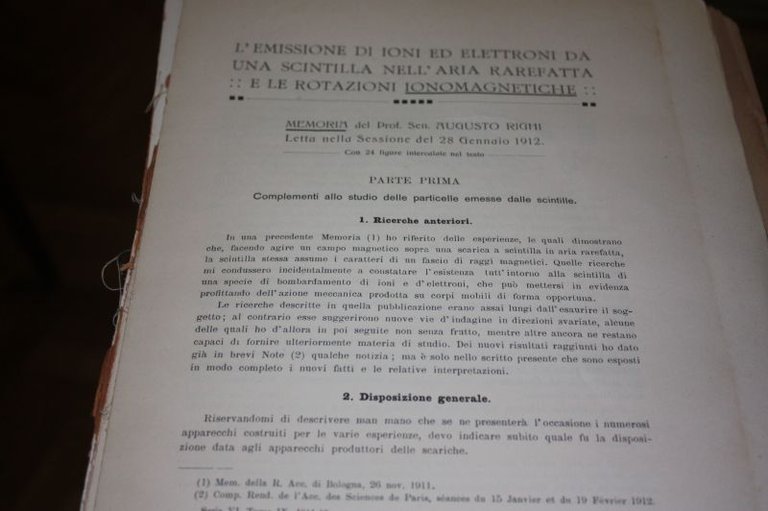 L'EMISSIONE DI IONI ED ELETTRONI DA
UNA SCINTILLA NELL'ARIA RAREFATTA
:: E LE ROTAZIONI IONOMAGNETICHE ::
MEMORIA del Prof. Sen. AUGUSTO RIGHI
Letta nella Sessione del 28 Gennaio 1912.
Con 24 figure intercalate nel testo
PARTE PRIMA
Complementi allo studio delle particelle emesse dalle scintille.
1. Ricerche anteriori.
In una precedente Memoria (1) ho riferito delle esperienze, le quali dimostrano
che, facendo agire un campo magnetico sopra una scarica a scintilla in aria rarefatta,
la scintilla stessa assume i caratteri di un fascio di raggi magnetici. Quelle ricerche
mi condussero incidentalmente a constatare l'esistenza tutt'intorno alla scintilla di
una specie di bombardamento di ioni e d'elettroni, che può mettersi in evidenza
profittando dell'azione meccanica prodotta su corpi mobili di forma opportuna.
Le ricerche descritte in quella pubblicazione erano assai lungi dall'esaurire il sog-
getto; al contrario esse suggerirono nuove vie d'indagine in direzioni svariate, alcune
delle quali ho d'allora in poi seguite non senza frutto, mentre altre ancora ne restano
capaci di fornire ulteriormente materia di studio. Dei nuovi risultati raggiunti ho dato
già in brevi Note (2) qualche notizia; ma è solo nello scritto presente che sono esposti
in modo completo i nuovi fatti e le relative interpretazioni.
2. Disposizione generale.
Riservandomi di descrivere man mano che se ne presenterà l'occasione i numerosi
apparecchi costruiti per le varie esperienze, devo indicare subito quale fu la disposi-
zione data agli apparecchi produttori delle scariche.
(1) Mem. della R. Acc. di Bologna, 26 nov. 1911.
(2) Comp. Rend. de l'Acc. des Sciences de Paris, séances du 15 Janvier et du 19 Février 1912.